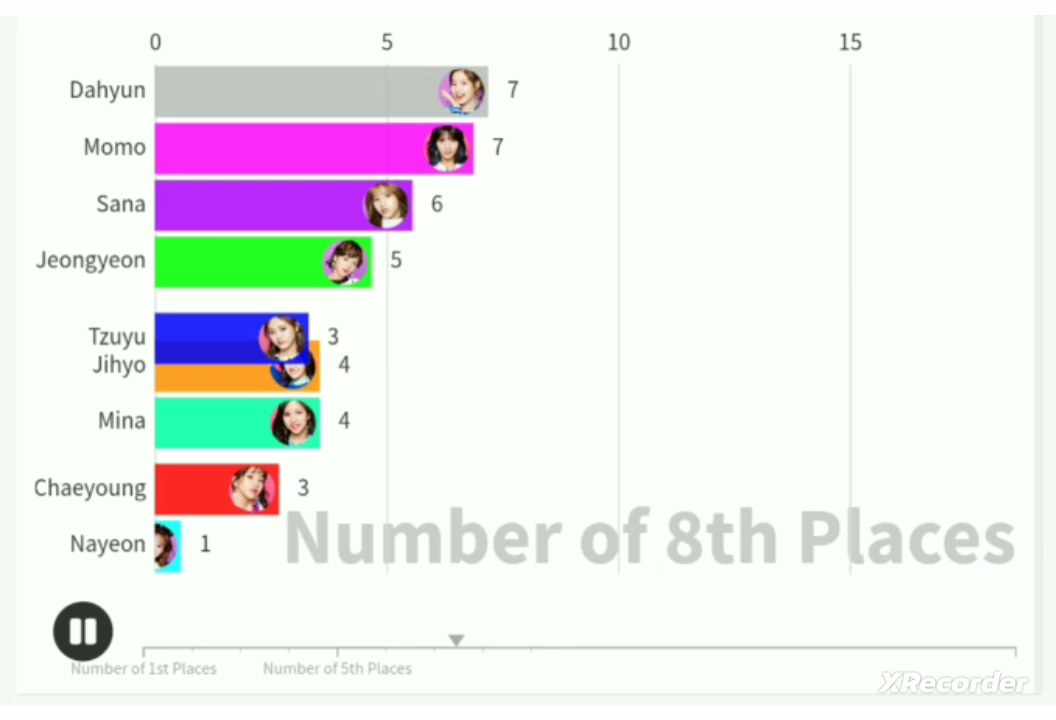 0 5 10 15
Dahyun 7
Momo 7
Sana 6
Jeongyeon 5
Tzuyu 3
Jihyo 4
Mina 4
Chaeyoung 3
Nayeon 1
Number of 8th Places
Number of 1st Places Number of 5th Places
XRecorder